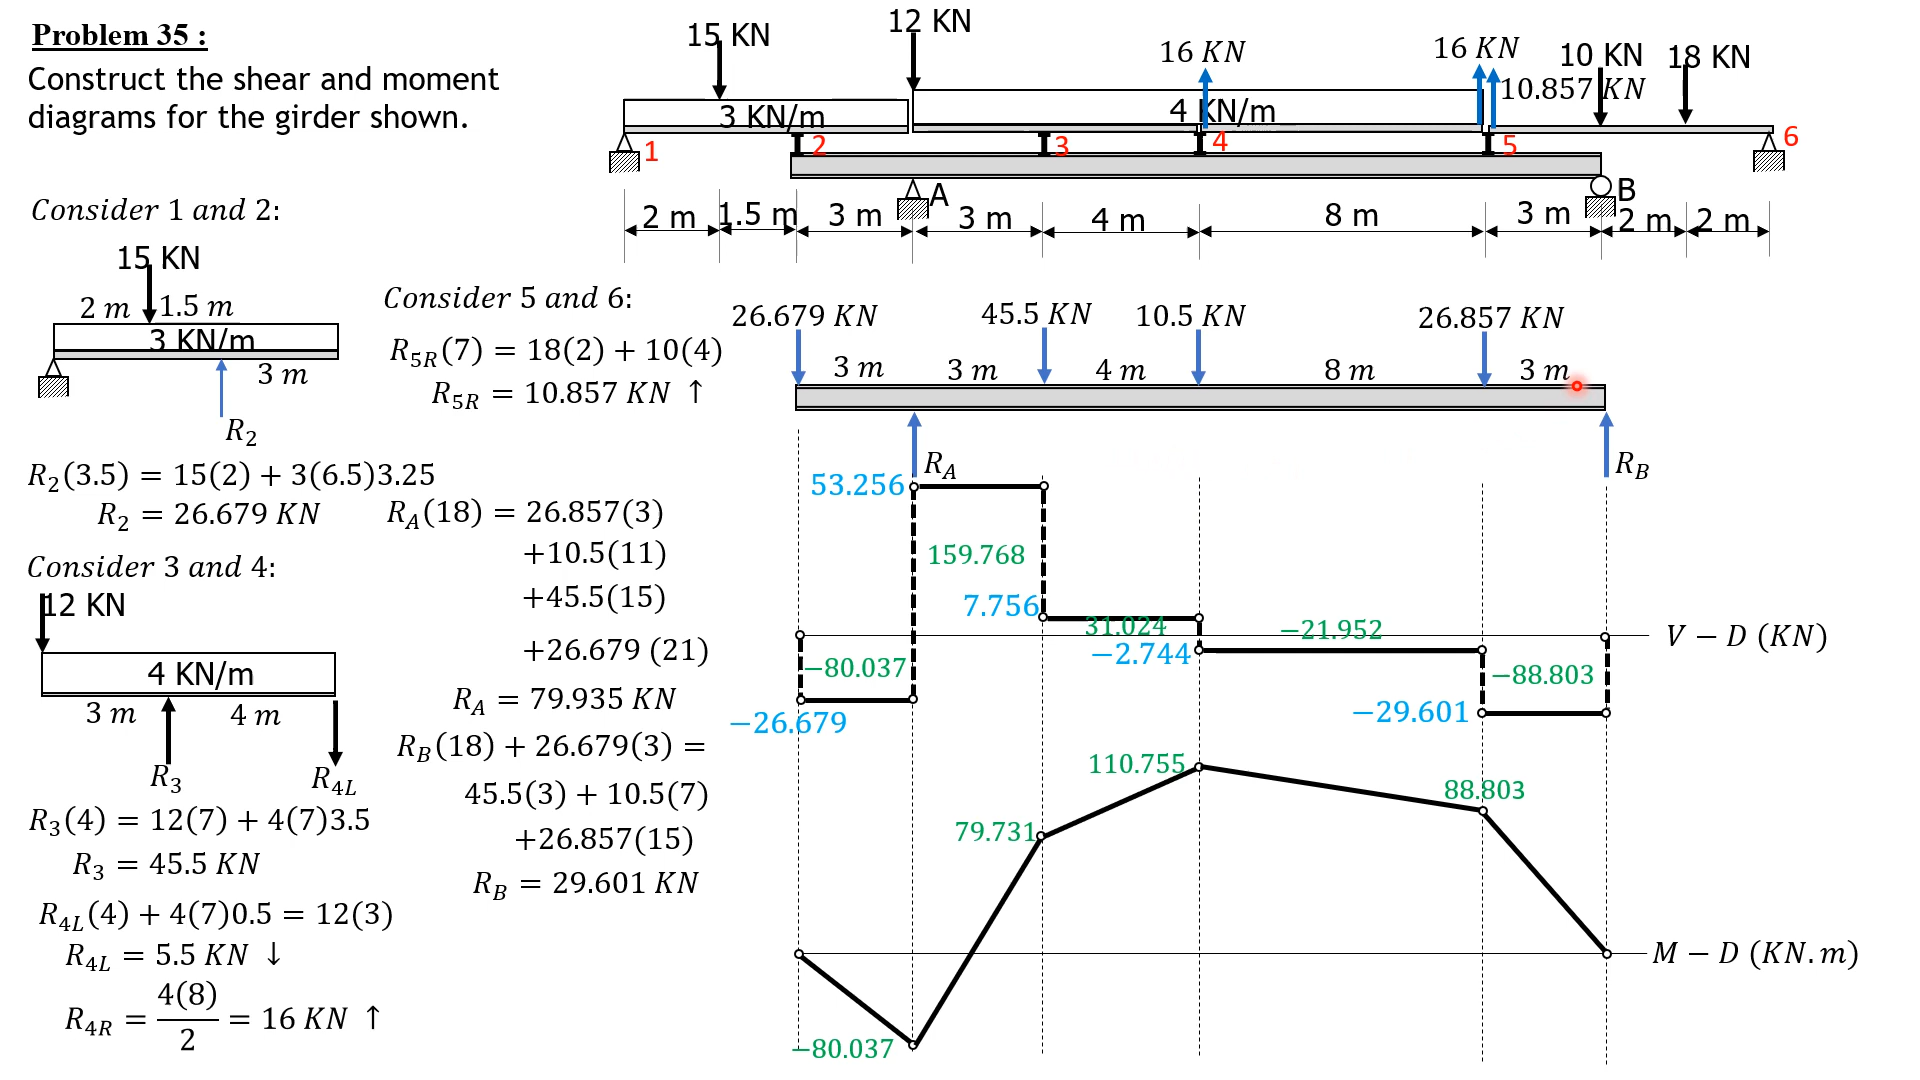 Problem 35 :
Construct the shear and moment
diagrams for the girder shown.
15 KN
12 KN
16 KN
16 KN
10 KN
18 KN
10.857 KN
3 KN/m
4 KN/m
1
2
3
4
5
6
A
B
2 m
1.5 m
3 m
3 m
4 m
8 m
3 m
2 m
2 m
Consider 1 and 2:
15 KN
2 m
1.5 m
3 KN/m
3 m
R₂
R₂(3.5) = 15(2) + 3(6.5)3.25
R₂ = 26.679 KN
Consider 3 and 4:
12 KN
4 KN/m
3 m
4 m
R₃
R₄L
R₃(4) = 12(7) + 4(7)3.5
R₃ = 45.5 KN
R₄L(4) + 4(7)0.5 = 12(3)
R₄L = 5.5 KN ↓
R₄R = 4(8)/2 = 16 KN ↑
Consider 5 and 6:
R₅R(7) = 18(2) + 10(4)
R₅R = 10.857 KN ↑
R_A(18) = 26.857(3)
+10.5(11)
+45.5(15)
+26.679 (21)
R_A = 79.935 KN
R_B(18) + 26.679(3) =
45.5(3) + 10.5(7)
+26.857(15)
R_B = 29.601 KN
26.679 KN
45.5 KN
10.5 KN
26.857 KN
3 m
3 m
4 m
8 m
3 m
R_A
R_B
53.256
159.768
7.756
31.024
−21.952
V − D (KN)
−2.744
−80.037
−88.803
−26.679
−29.601
110.755
88.803
79.731
M − D (KN.m)
−80.037